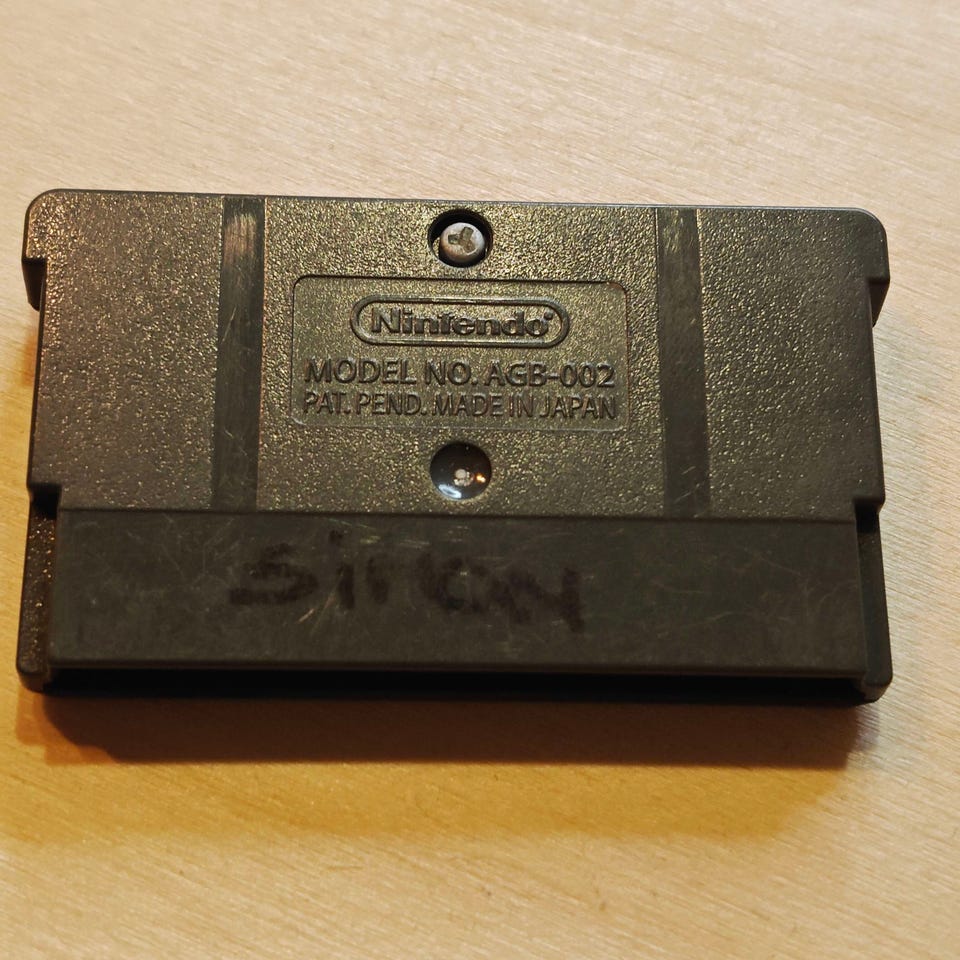 Nintendo®
MODEL NO. AGB-002
PAT. PEND. MADE IN JAPAN
SimON